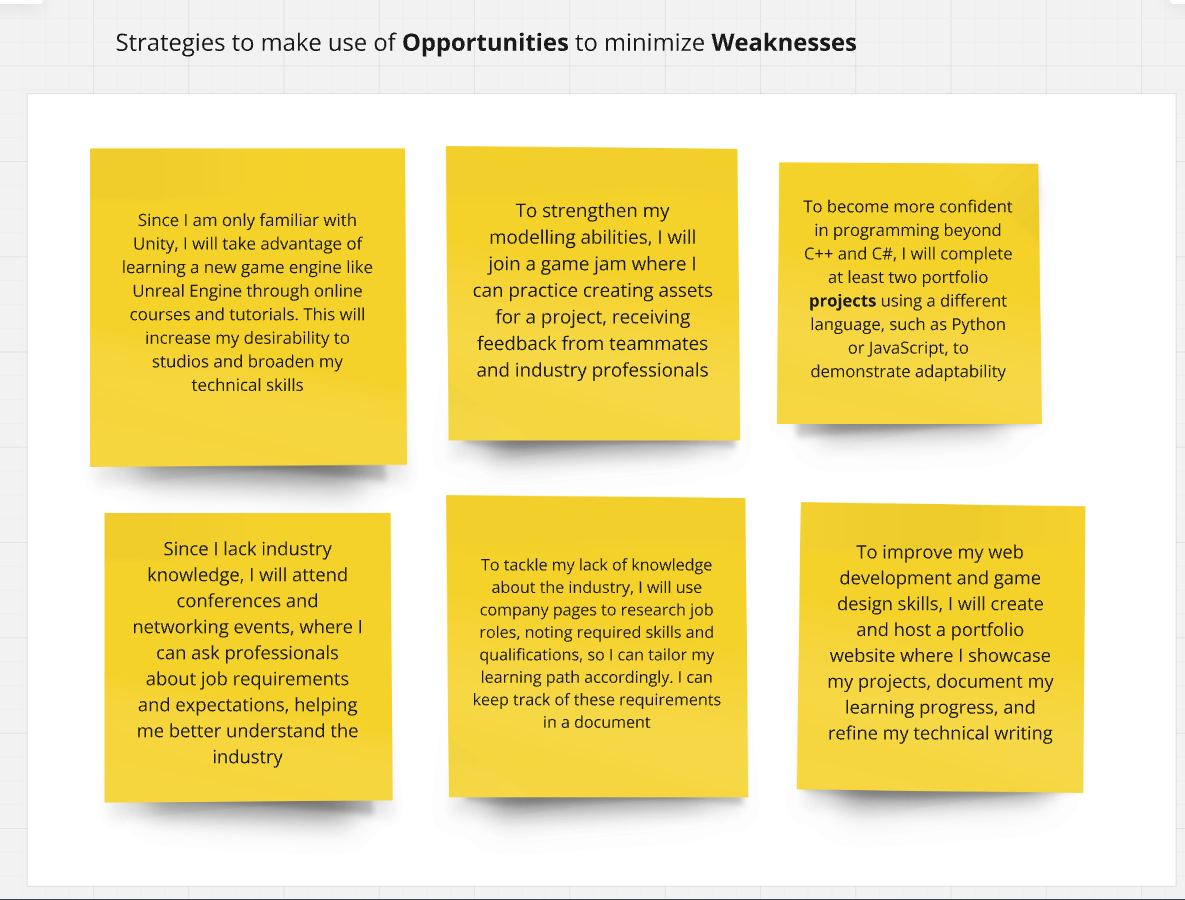 Strategies to make use of Opportunities to minimize Weaknesses
Since I am only familiar with
Unity, I will take advantage of
learning a new game engine like
Unreal Engine through online
courses and tutorials. This will
increase my desirability to
studios and broaden my
technical skills
To strengthen my
modelling abilities, I will
join a game jam where I
can practice creating assets
for a project, receiving
feedback from teammates
and industry professionals
To become more confident
in programming beyond
C++ and C#, I will complete
at least two portfolio
projects using a different
language, such as Python
or JavaScript, to
demonstrate adaptability
Since I lack industry
knowledge, I will attend
conferences and
networking events, where I
can ask professionals
about job requirements
and expectations, helping
me better understand the
industry
To tackle my lack of knowledge
about the industry, I will use
company pages to research job
roles, noting required skills and
qualifications, so I can tailor my
learning path accordingly. I can
keep track of these requirements
in a document
To improve my web
development and game
design skills, I will create
and host a portfolio
website where I showcase
my projects, document my
learning progress, and
refine my technical writing